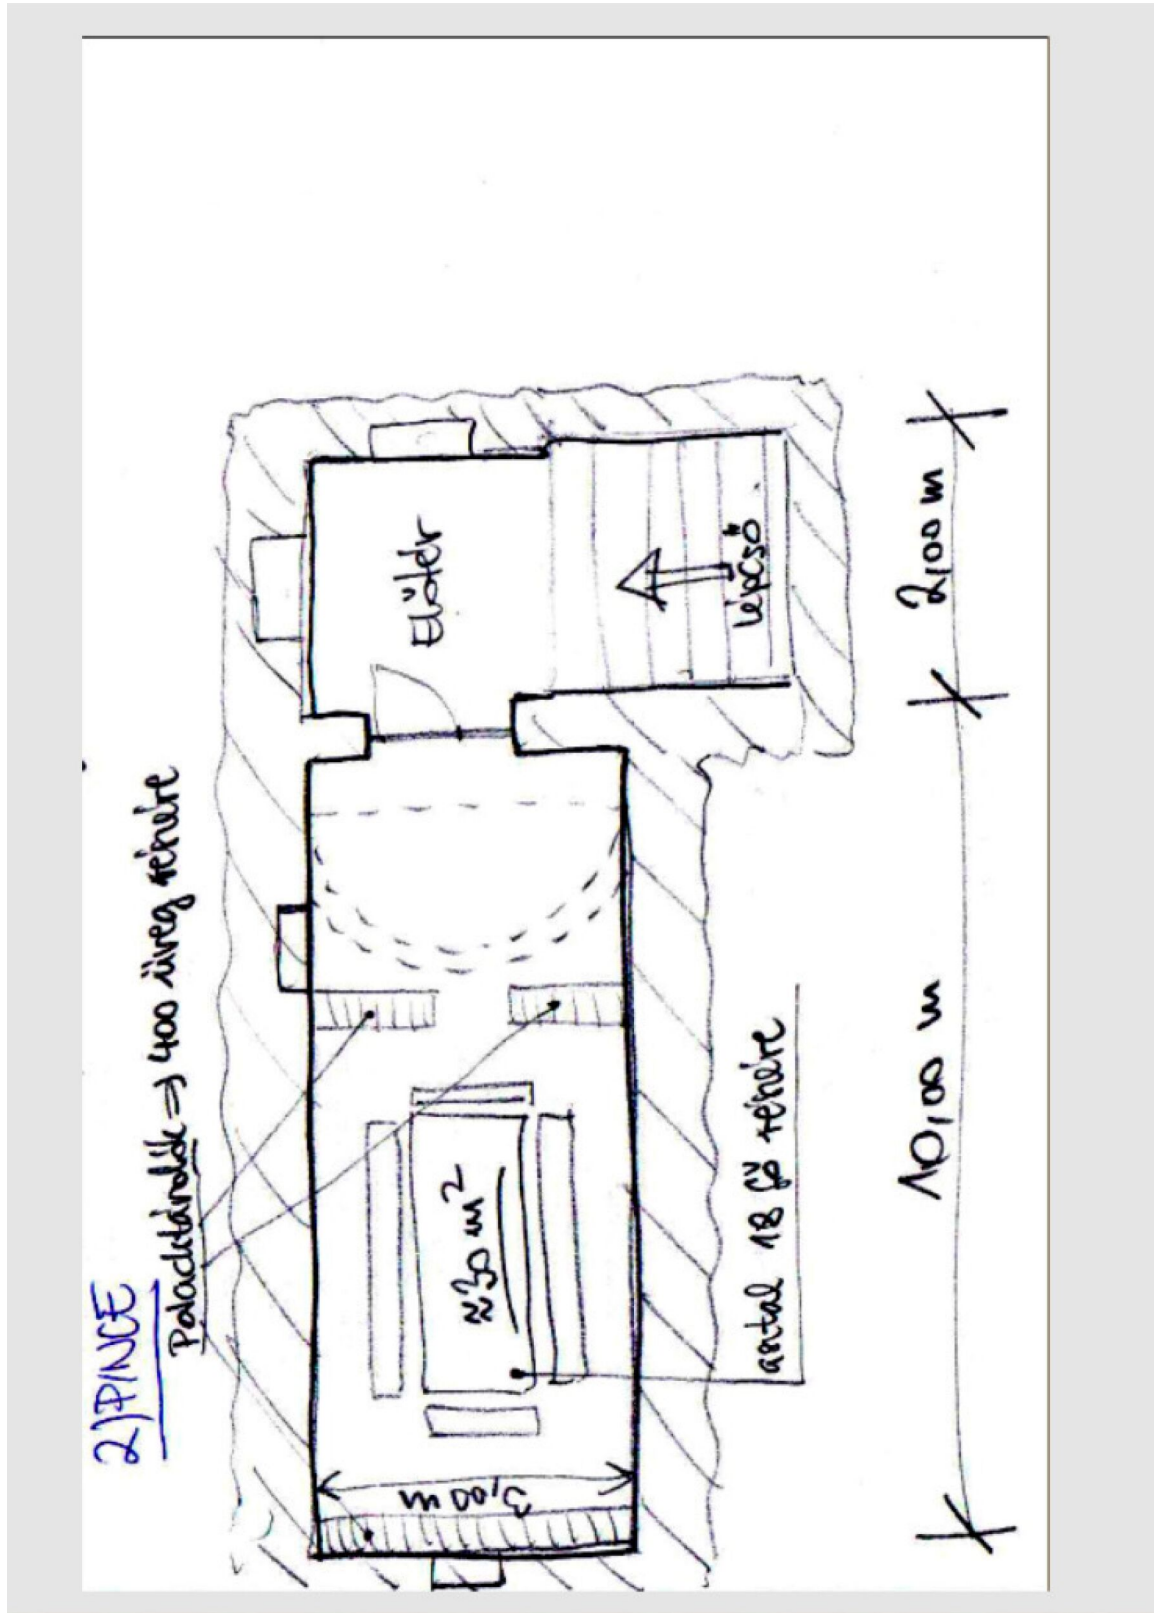 2) PINCE
Palacktárolók => 400 üveg részére
Előtér
lépcső
≈30 m²
3,00 m
asztal 18 fő részére
10,00 m
2,00 m